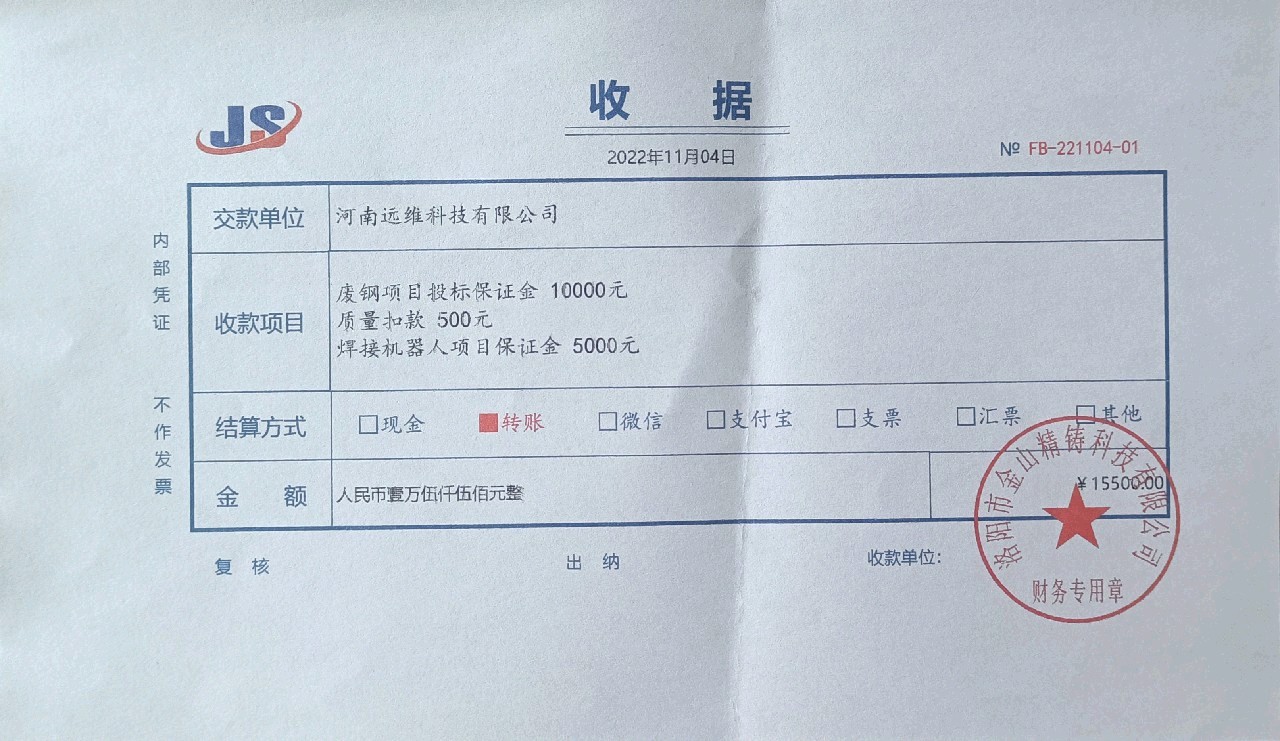 JS
收 据
2022年11月04日
№ FB-221104-01
内部凭证 不作发票
交款单位 河南远维科技有限公司
收款项目
废钢项目投标保证金 10000元
质量扣款 500元
焊接机器人项目保证金 5000元
结算方式 □现金 ■转账 □微信 □支付宝 □支票 □汇票 □其他
金 额 人民币壹万伍仟伍佰元整 ¥15500.00
复 核 出 纳 收款单位:
洛阳市金山精铸科技有限公司
财务专用章